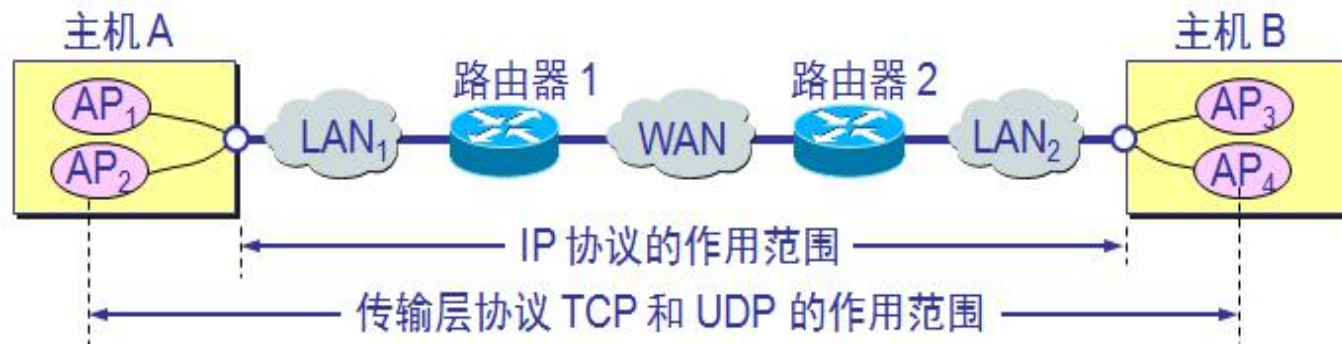 主机 A
主机 B
路由器 1
路由器 2
AP₁
AP₂
LAN₁
WAN
LAN₂
AP₃
AP₄
IP 协议的作用范围
传输层协议 TCP 和 UDP 的作用范围